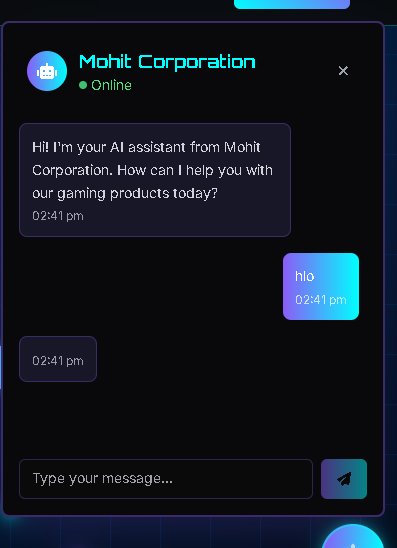 Mohit Corporation
Online
Hi! I'm your AI assistant from Mohit
Corporation. How can I help you with
our gaming products today?
02:41 pm
hlo
02:41 pm
02:41 pm
Type your message...